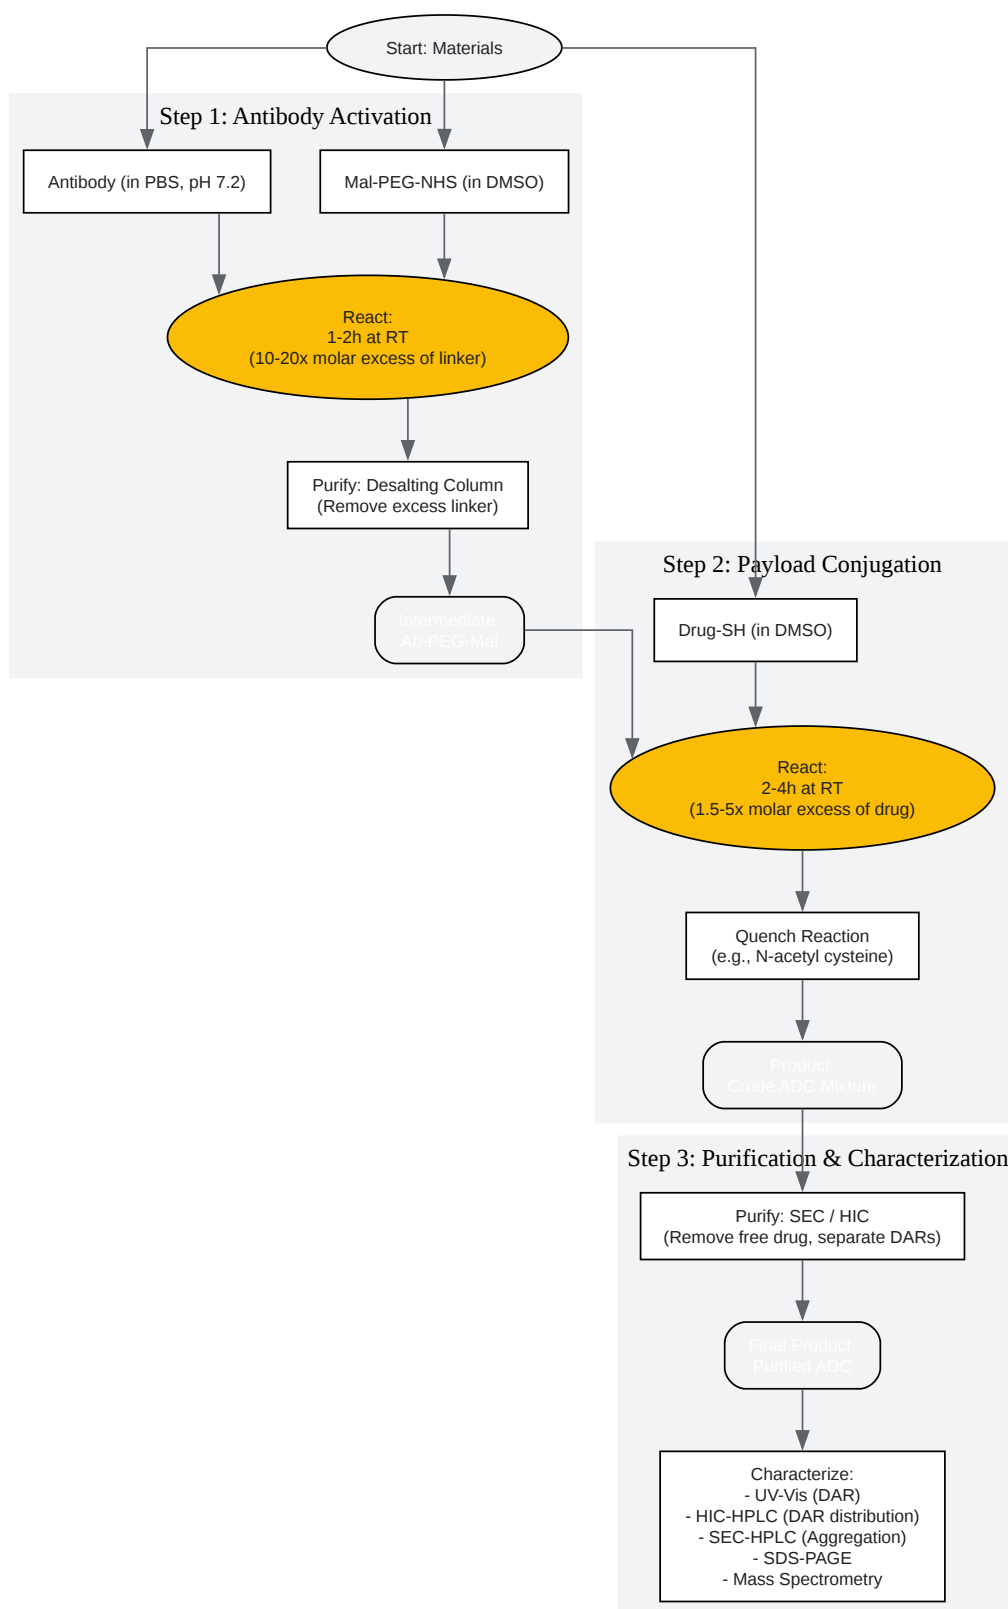 Start: Materials
Step 1: Antibody Activation
Antibody (in PBS, pH 7.2)
Mal-PEG-NHS (in DMSO)
React:
1-2h at RT
(10-20x molar excess of linker)
Purify: Desalting Column
(Remove excess linker)
Intermediate:
Ab-PEG-Mal
Step 2: Payload Conjugation
Drug-SH (in DMSO)
React:
2-4h at RT
(1.5-5x molar excess of drug)
Quench Reaction
(e.g., N-acetyl cysteine)
Product:
Crude ADC Mixture
Step 3: Purification & Characterization
Purify: SEC / HIC
(Remove free drug, separate DARs)
Final Product:
Purified ADC
Characterize:
- UV-Vis (DAR)
- HIC-HPLC (DAR distribution)
- SEC-HPLC (Aggregation)
- SDS-PAGE
- Mass Spectrometry